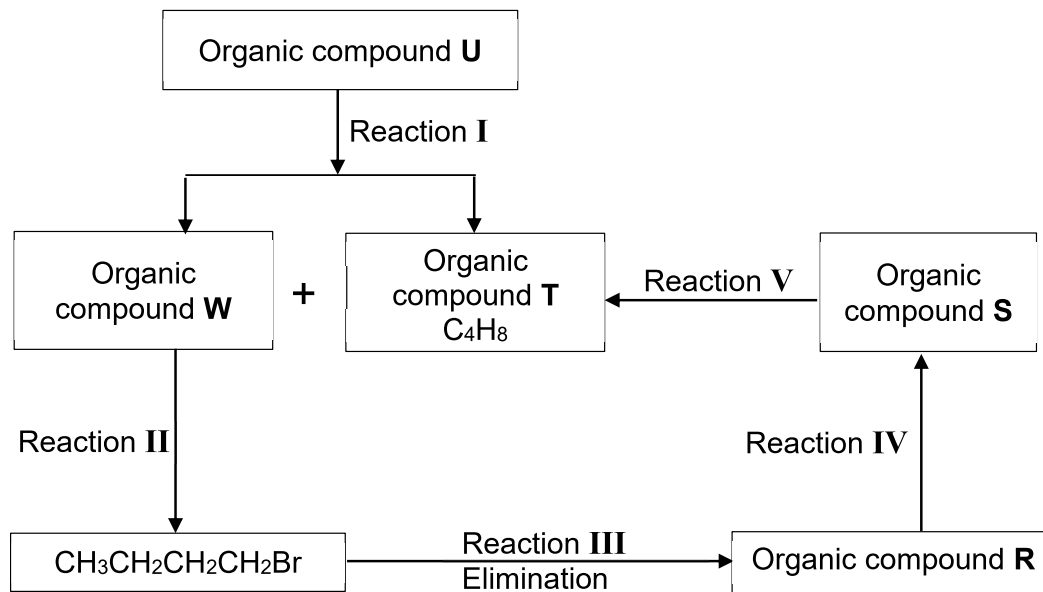 Organic compound U
Reaction I
Organic
compound W
+
Organic
compound T
C₄H₈
Reaction V
Organic
compound S
Reaction II
Reaction IV
CH₃CH₂CH₂CH₂Br
Reaction III
Elimination
Organic compound R